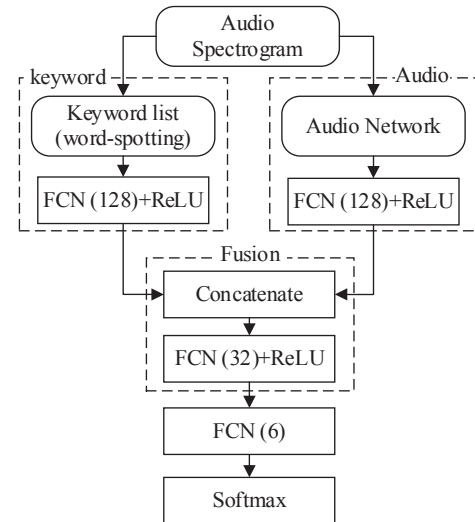 Audio
Spectrogram
keyword
Audio
Keyword list
(word-spotting)
Audio Network
FCN (128)+ReLU
FCN (128)+ReLU
Fusion
Concatenate
FCN (32)+ReLU
FCN (6)
Softmax